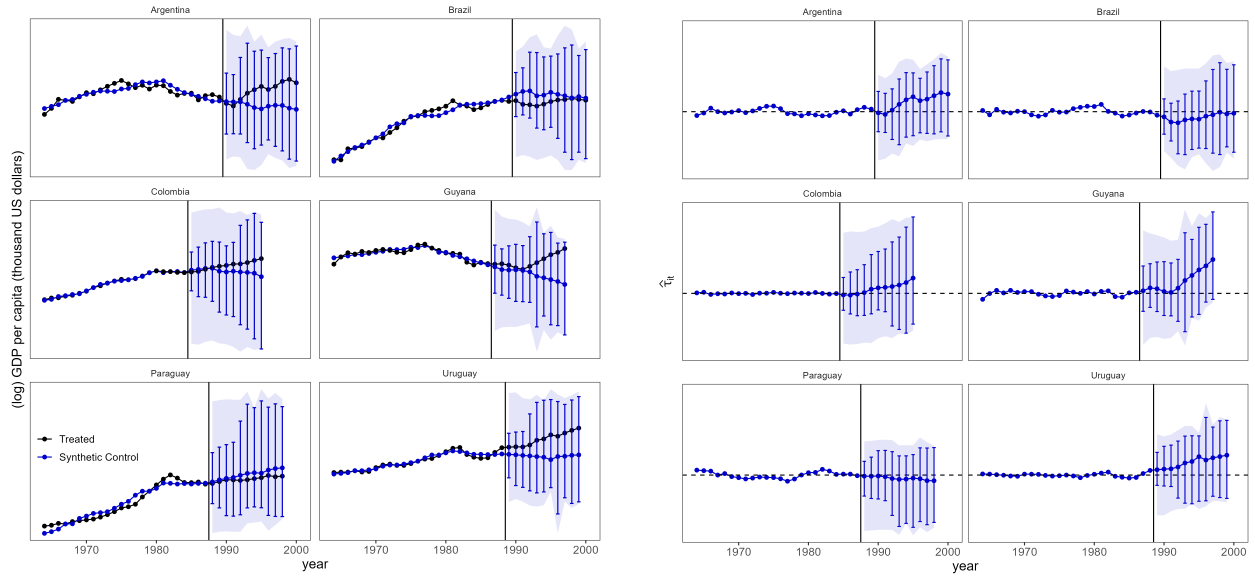 Argentina
Brazil
Colombia
Guyana
Paraguay
Uruguay
Treated
Synthetic Control
(log) GDP per capita (thousand US dollars)
1970 1980 1990 2000 1970 1980 1990 2000
year
Argentina
Brazil
Colombia
Guyana
Paraguay
Uruguay
τ̂it
1970 1980 1990 2000 1970 1980 1990 2000
year